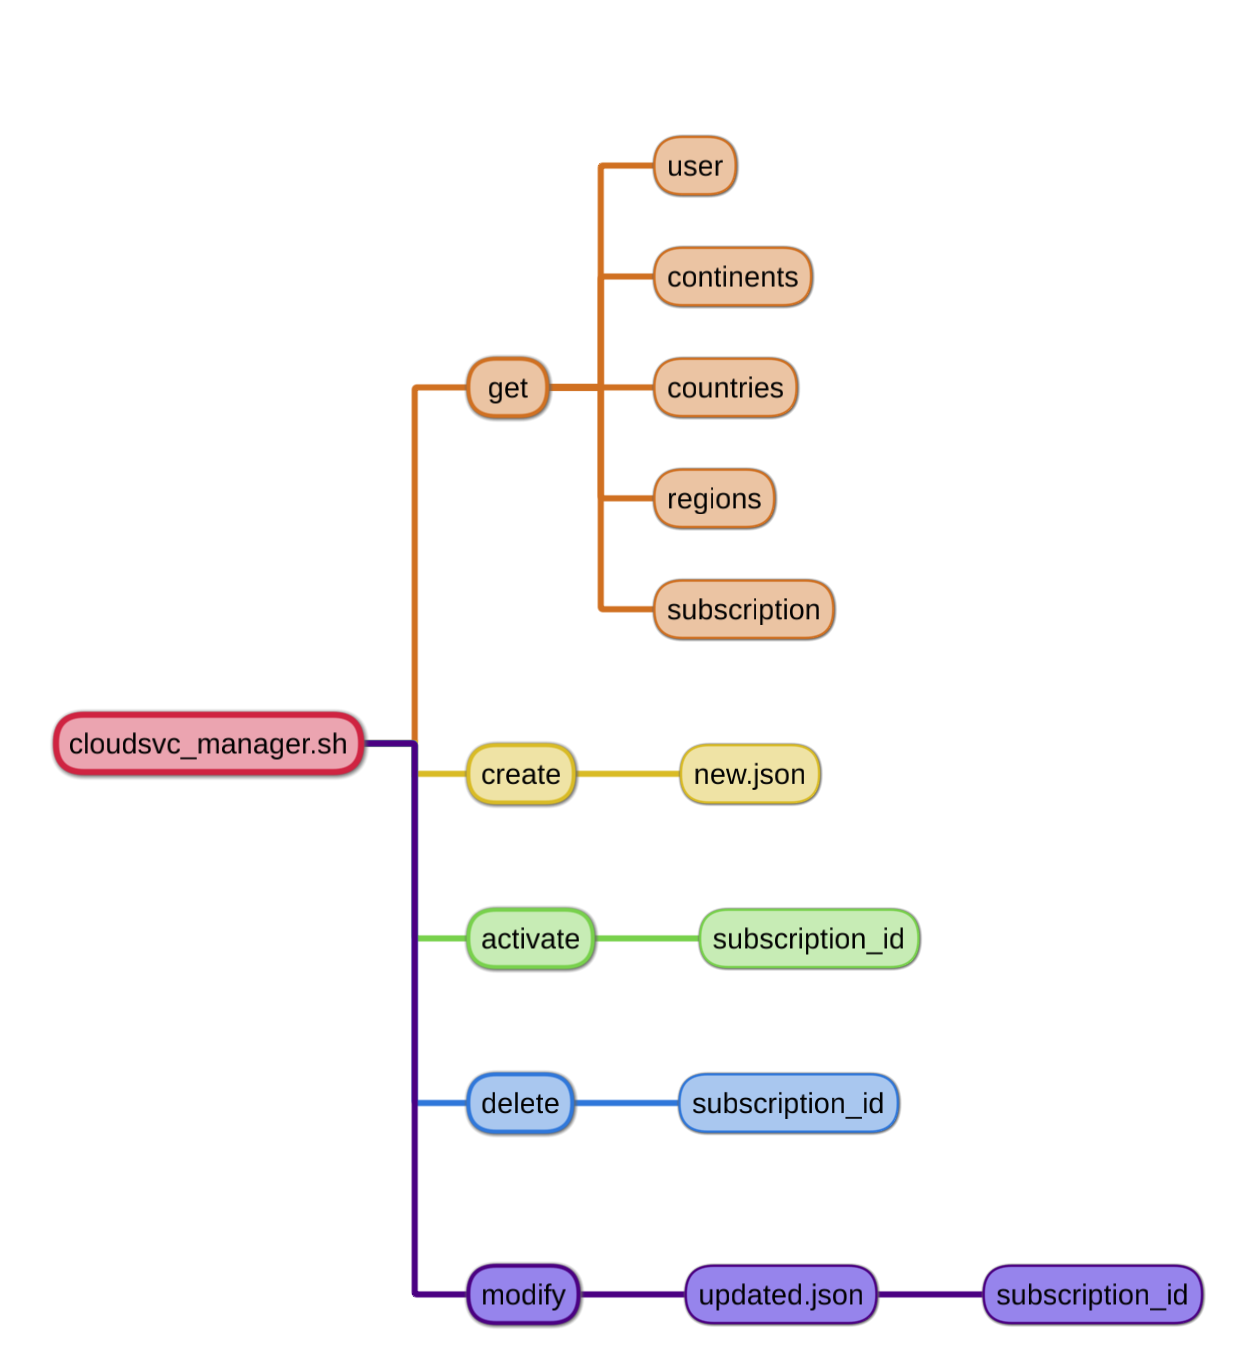 user
continents
get
countries
regions
subscription
cloudsvc_manager.sh
create
new.json
activate
subscription_id
delete
subscription_id
modify
updated.json
subscription_id